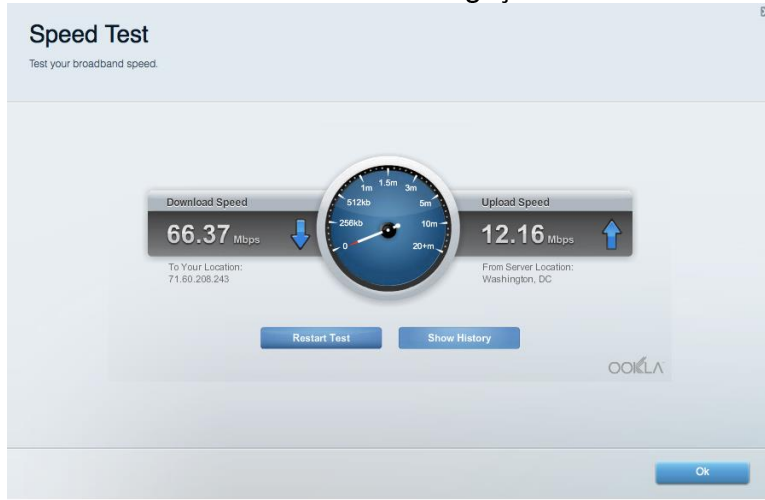 Speed Test
Test your broadband speed.
1m 1.5m 3m
512kb 5m
256kb 10m
0 20+m
Download Speed
66.37 Mbps
To Your Location:
71.60.208.243
Upload Speed
12.16 Mbps
From Server Location:
Washington, DC
Restart Test Show History
OOKLA
Ok